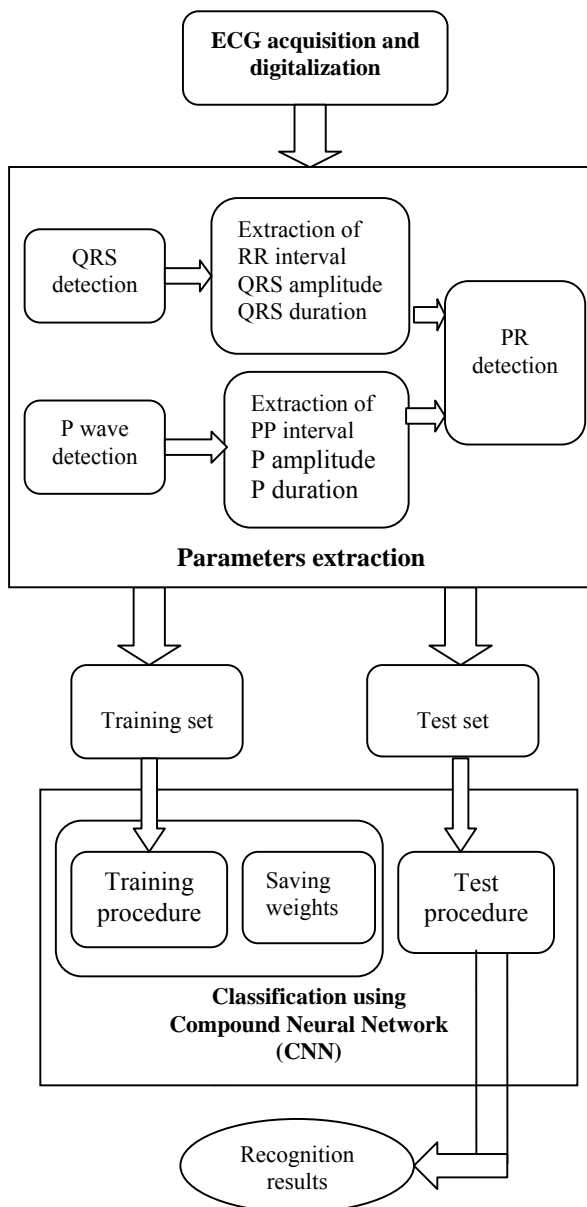 ECG acquisition and
digitalization
QRS
detection
Extraction of
RR interval
QRS amplitude
QRS duration
PR
detection
P wave
detection
Extraction of
PP interval
P amplitude
P duration
Parameters extraction
Training set
Test set
Training
procedure
Saving
weights
Test
procedure
Classification using
Compound Neural Network
(CNN)
Recognition
results